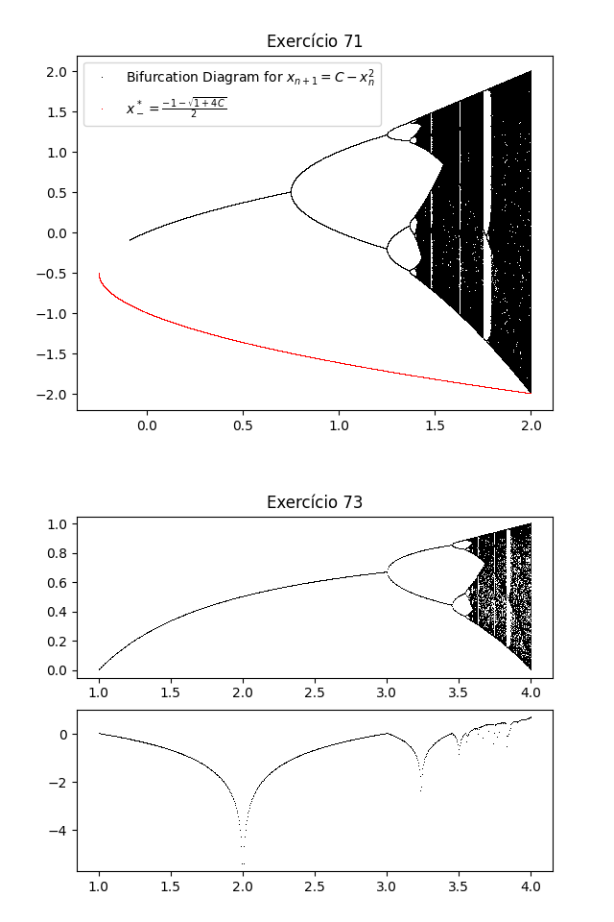 Exercício 71
Bifurcation Diagram for $x_{n+1} = C - x_n^2$
$x_-^* = \frac{-1-\sqrt{1+4C}}{2}$
2.0
1.5
1.0
0.5
0.0
−0.5
−1.0
−1.5
−2.0
0.0 0.5 1.0 1.5 2.0
Exercício 73
1.0
0.8
0.6
0.4
0.2
0.0
1.0 1.5 2.0 2.5 3.0 3.5 4.0
0
−2
−4
1.0 1.5 2.0 2.5 3.0 3.5 4.0